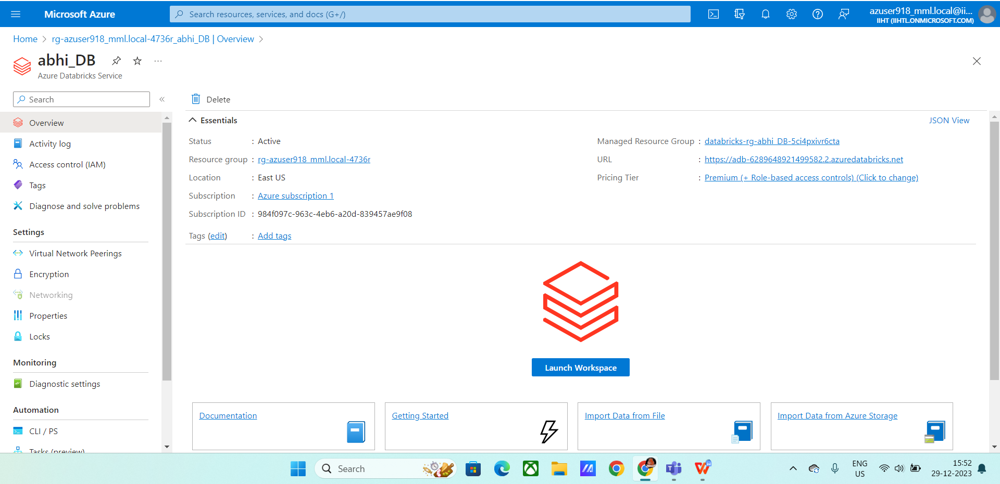 Microsoft Azure
Search resources, services, and docs (G+/)
azuser918_mml.local@ii...
IIHT (IIHTL.ONMICROSOFT.COM)
Home > rg-azuser918_mml.local-4736r_abhi_DB | Overview >
abhi_DB
...
Azure Databricks Service
Search
«
Delete
Overview
Activity log
Access control (IAM)
Tags
Diagnose and solve problems
Settings
Virtual Network Peerings
Encryption
Networking
Properties
Locks
Monitoring
Diagnostic settings
Automation
CLI / PS
Tasks (preview)
Essentials
JSON View
Status : Active
Resource group : rg-azuser918_mml.local-4736r
Location : East US
Subscription : Azure subscription 1
Subscription ID : 984f097c-963c-4eb6-a20d-839457ae9f08
Tags (edit) : Add tags
Managed Resource Group : databricks-rg-abhi_DB-5ci4pxivr6cta
URL : https://adb-6289648921499582.2.azuredatabricks.net
Pricing Tier : Premium (+ Role-based access controls) (Click to change)
Launch Workspace
Documentation
Getting Started
Import Data from File
Import Data from Azure Storage
Search
ENG
US
15:52
29-12-2023